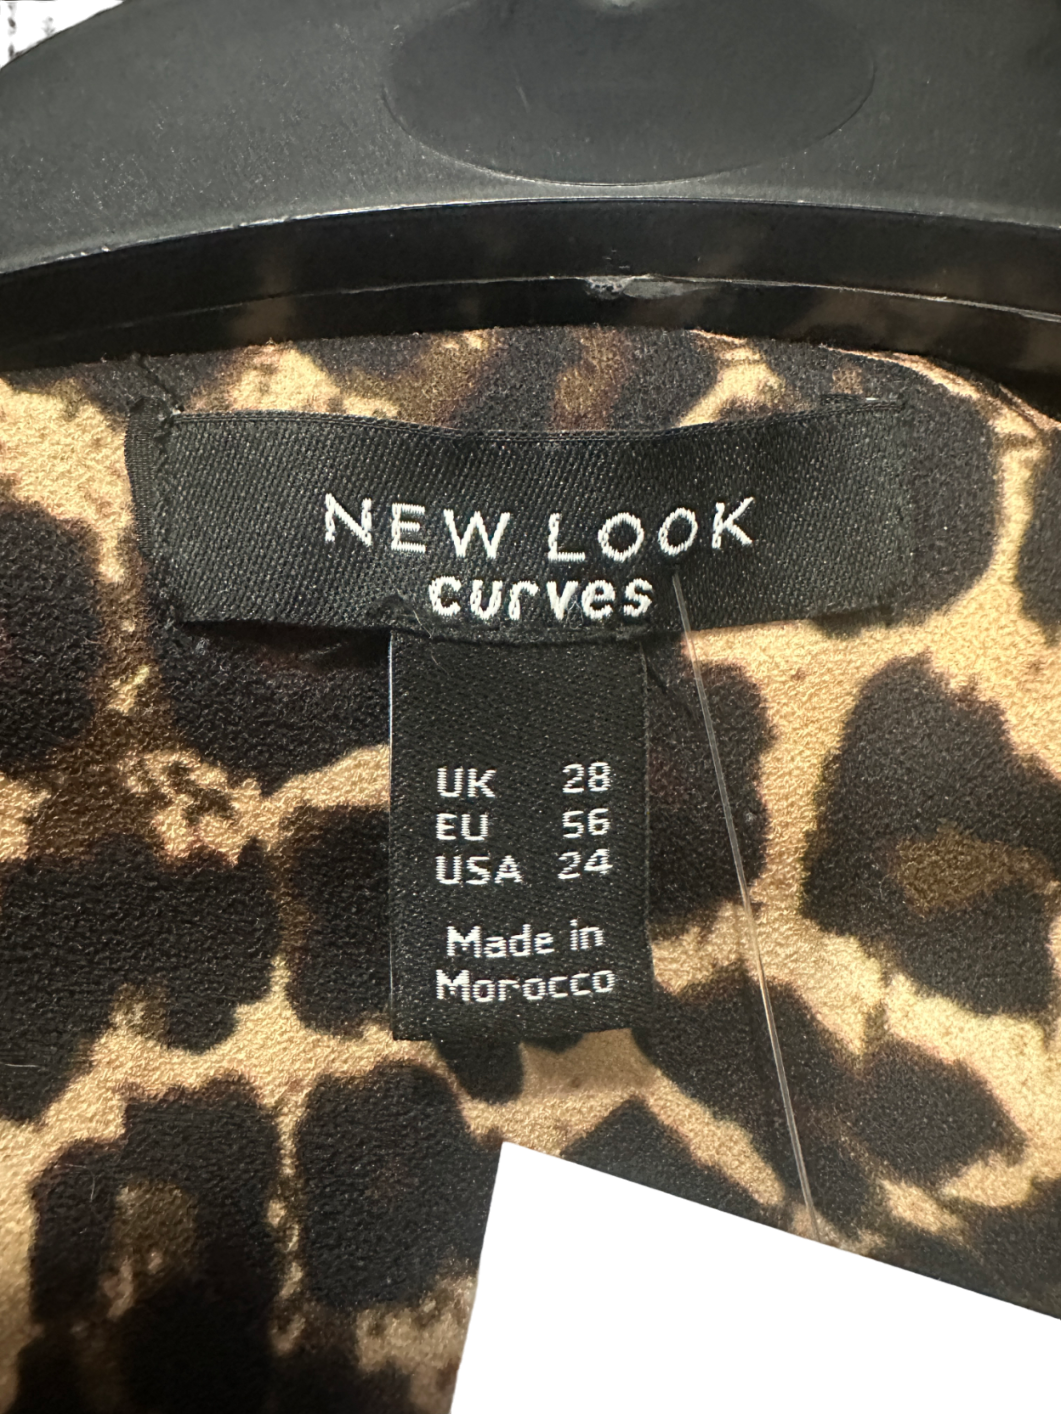 NEW LOOK
curves
UK 28
EU 56
USA 24
Made in
Morocco